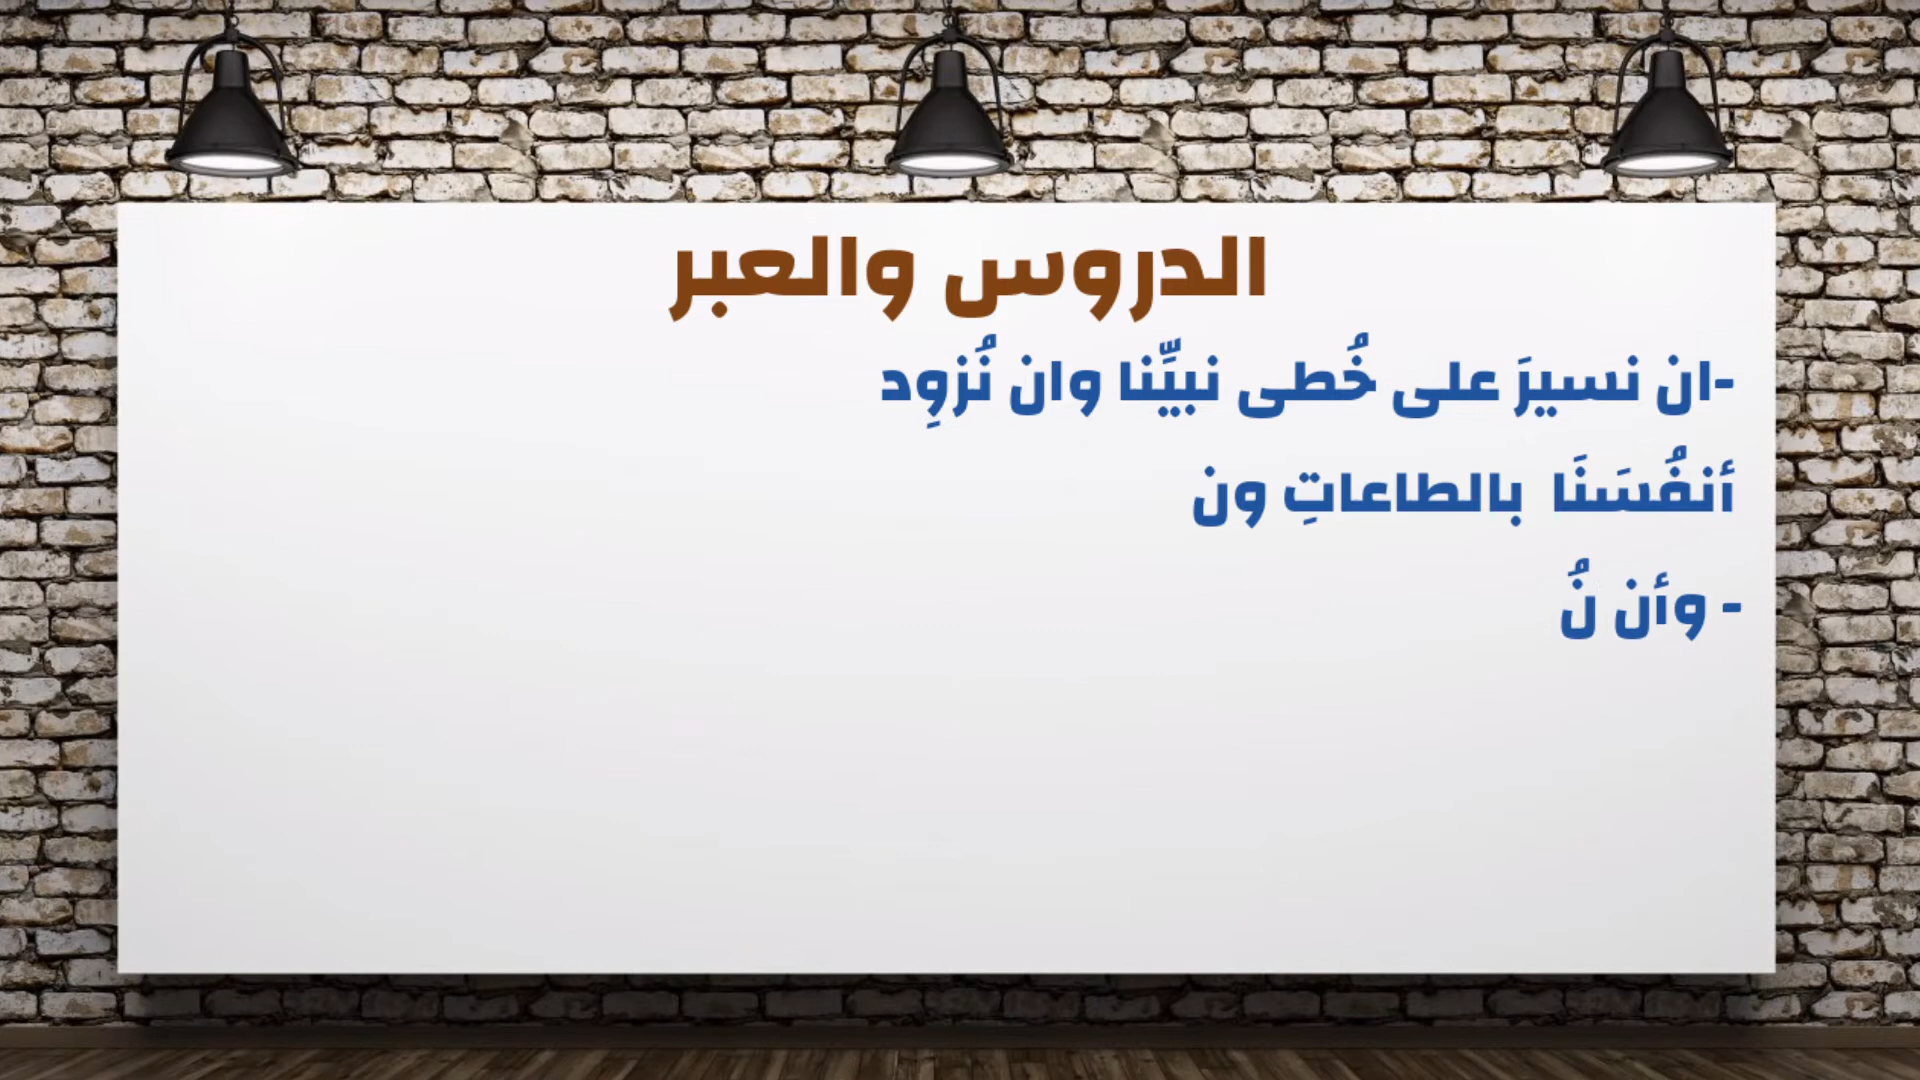 الدروس والعبر
-ان نسيرَ على خُطى نبيِّنا وان نُزوِد
أنفُسَنَا بالطاعاتِ ون
- وأن نُ